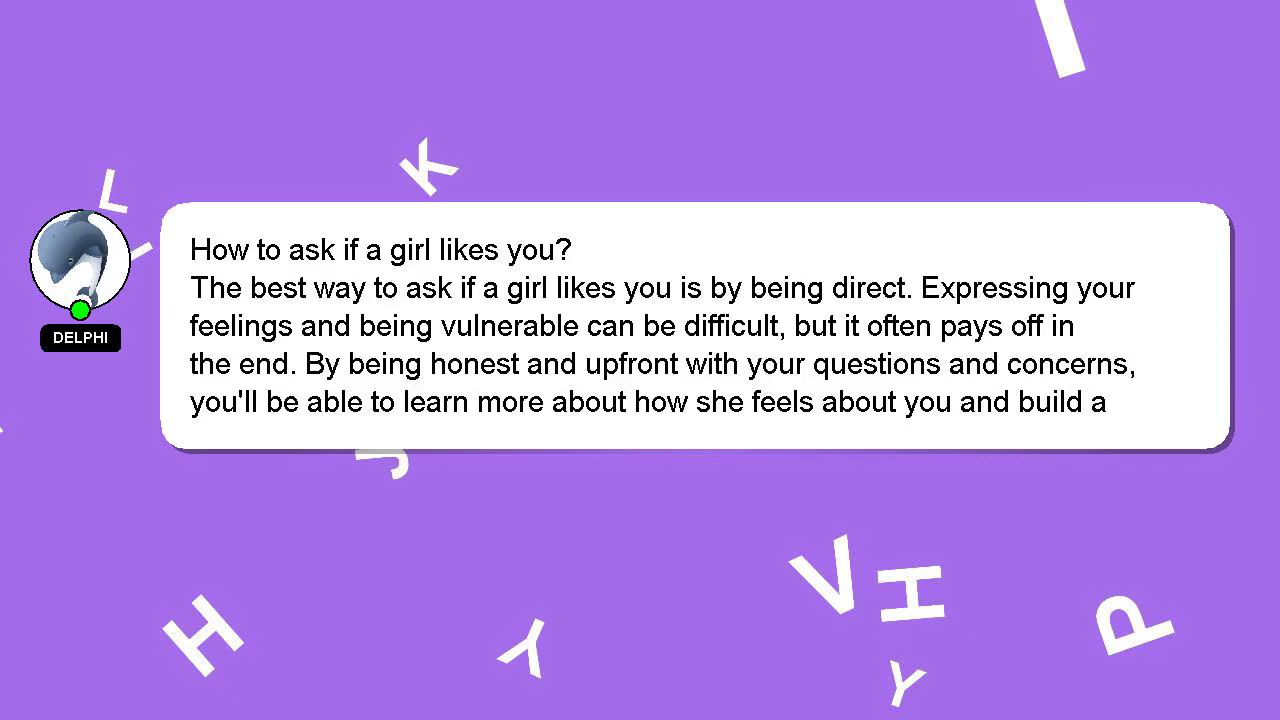 I
K
L
How to ask if a girl likes you?
The best way to ask if a girl likes you is by being direct. Expressing your
feelings and being vulnerable can be difficult, but it often pays off in
the end. By being honest and upfront with your questions and concerns,
you'll be able to learn more about how she feels about you and build a
DELPHI
J
V
H
H
Y
P
Y